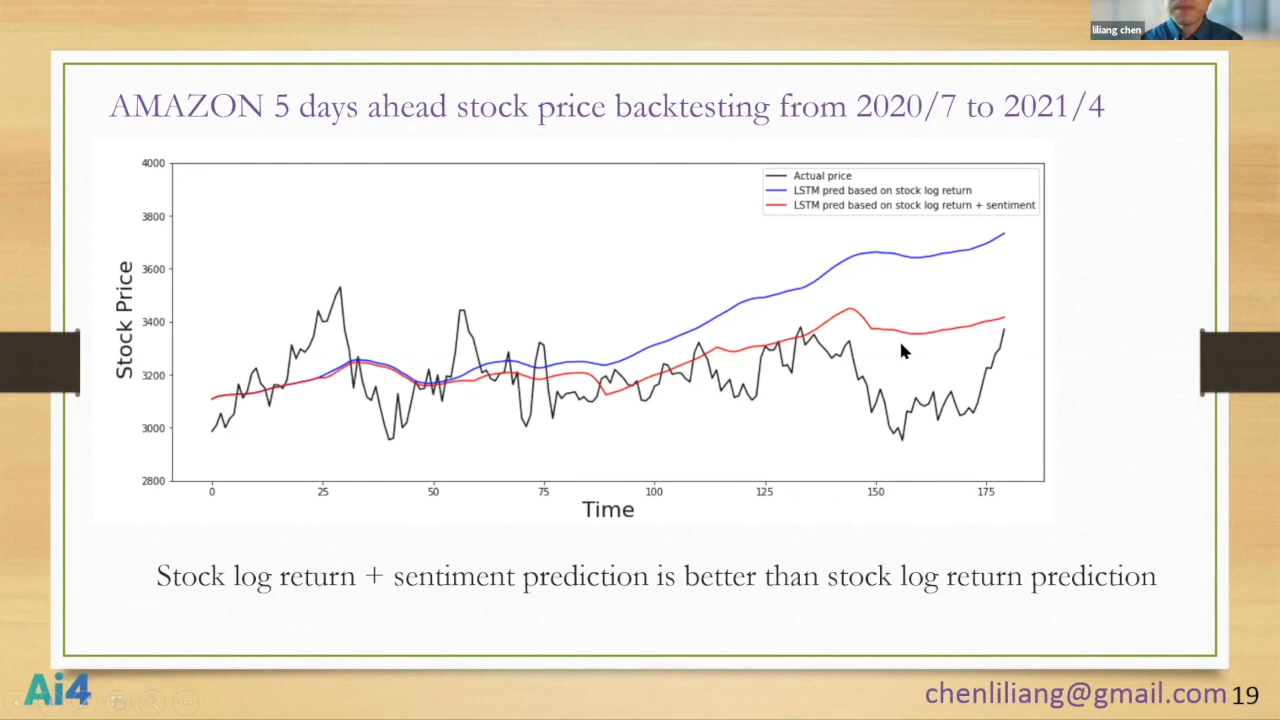 liliang chen
AMAZON 5 days ahead stock price backtesting from 2020/7 to 2021/4
4000
3800
3600
3400
3200
3000
2800
Stock Price
Actual price
LSTM pred based on stock log return
LSTM pred based on stock log return + sentiment
0 25 50 75 100 125 150 175
Time
Stock log return + sentiment prediction is better than stock log return prediction
Ai4
chenliliang@gmail.com 19